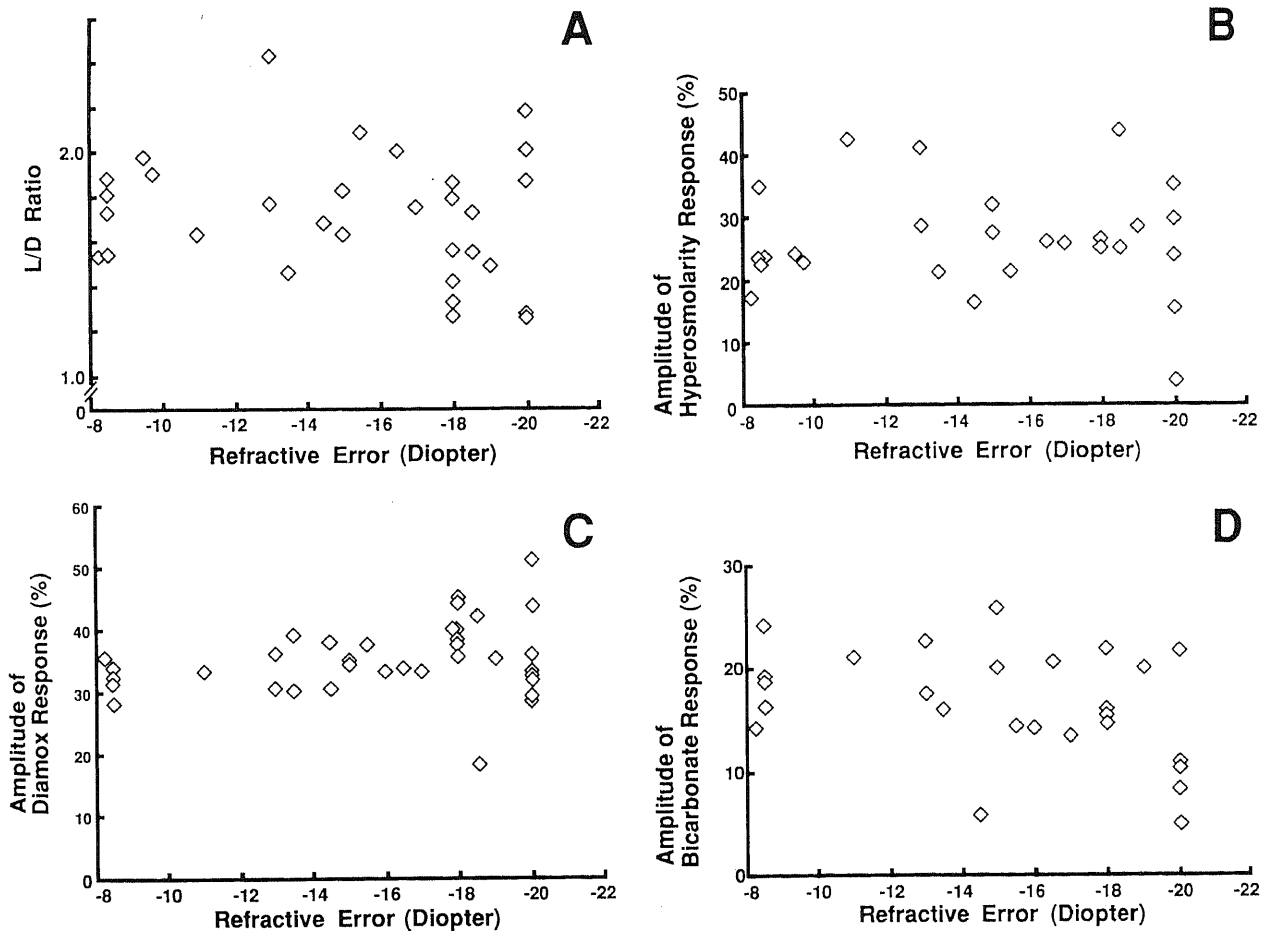 A
2.0
1.0
0
L/D Ratio
-8 -10 -12 -14 -16 -18 -20 -22
Refractive Error (Diopter)
B
50
40
30
20
10
0
Amplitude of
Hyperosmolarity Response (%)
-8 -10 -12 -14 -16 -18 -20 -22
Refractive Error (Diopter)
C
60
50
40
30
20
10
0
Amplitude of
Diamox Response (%)
-8 -10 -12 -14 -16 -18 -20 -22
Refractive Error (Diopter)
D
30
20
10
0
Amplitude of
Bicarbonate Response (%)
-8 -10 -12 -14 -16 -18 -20 -22
Refractive Error (Diopter)